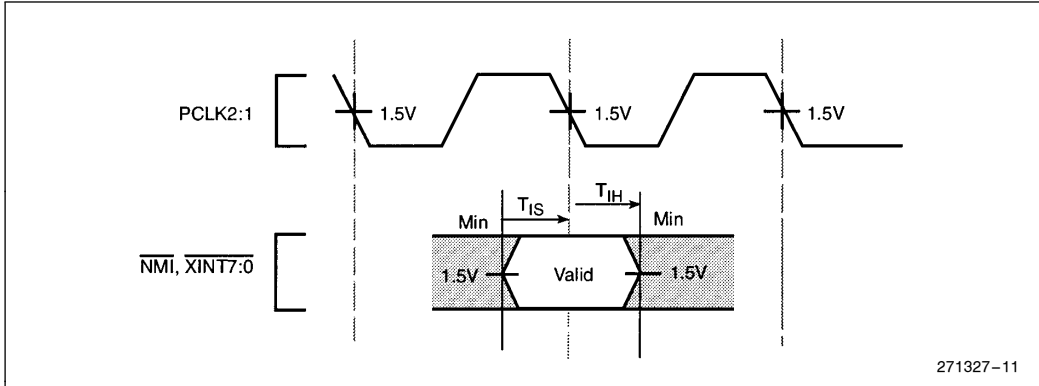 PCLK2:1
1.5V 1.5V 1.5V
T_IS T_IH
Min Min
NMI, XINT7:0
1.5V Valid 1.5V
271327–11